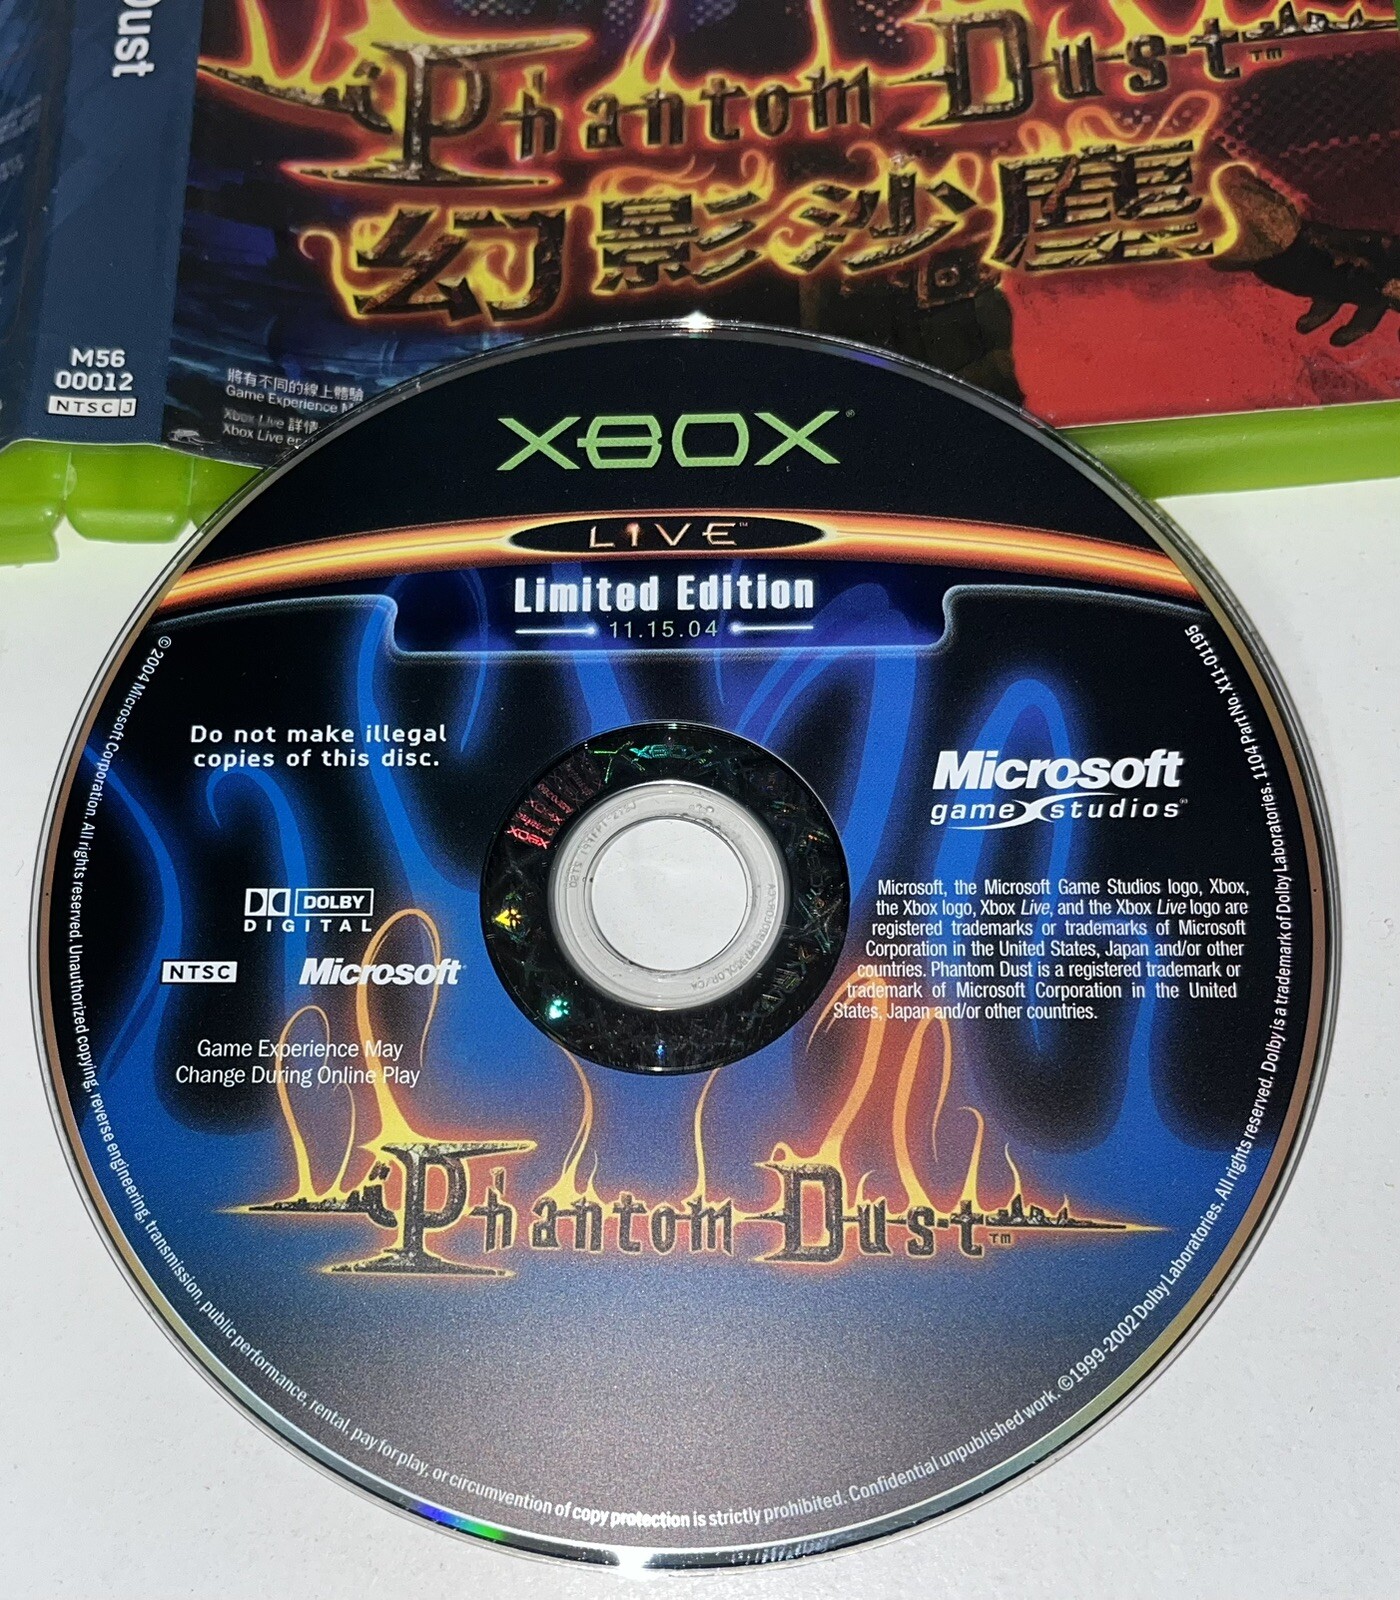 Dust
Phantom Dust™
幻影沙塵
M56
00012
NTSC J
將有不同的線上體驗
Game Experience
Xbox Live 詳情
Xbox Live
XBOX®
LIVE™
Limited Edition
11.15.04
Do not make illegal
copies of this disc.
Microsoft
game studios
DOLBY
DIGITAL
NTSC
Microsoft
Game Experience May
Change During Online Play
Microsoft, the Microsoft Game Studios logo, Xbox,
the Xbox logo, Xbox Live, and the Xbox Live logo are
registered trademarks or trademarks of Microsoft
Corporation in the United States, Japan and/or other
countries. Phantom Dust is a registered trademark or
trademark of Microsoft Corporation in the United
States, Japan and/or other countries.
Phantom Dust™
© 2004 Microsoft Corporation. All rights reserved. Unauthorized copying, reverse engineering, transmission, public performance, rental, pay for play, or circumvention of copy protection is strictly prohibited. Confidential unpublished work. ©1999-2002 Dolby Laboratories. All rights reserved. Dolby is a trademark of Dolby Laboratories. 1104 Part No. X11-01195
XBOX
XBOX